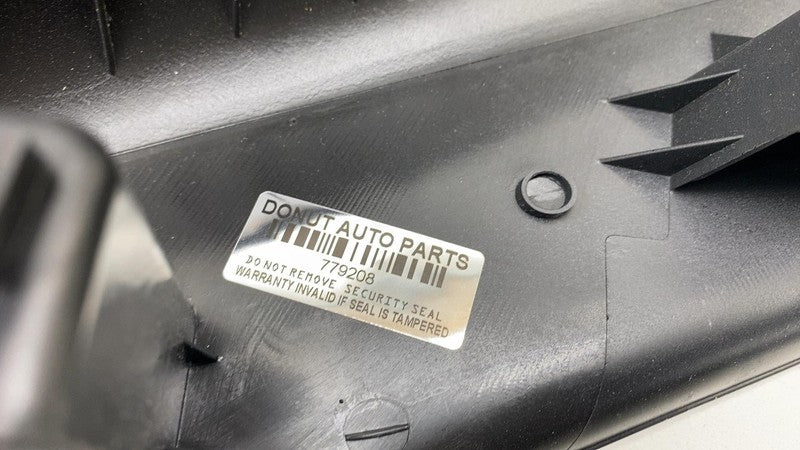 DONUT AUTO PARTS
779208
DO NOT REMOVE SECURITY SEAL
WARRANTY INVALID IF SEAL IS TAMPERED